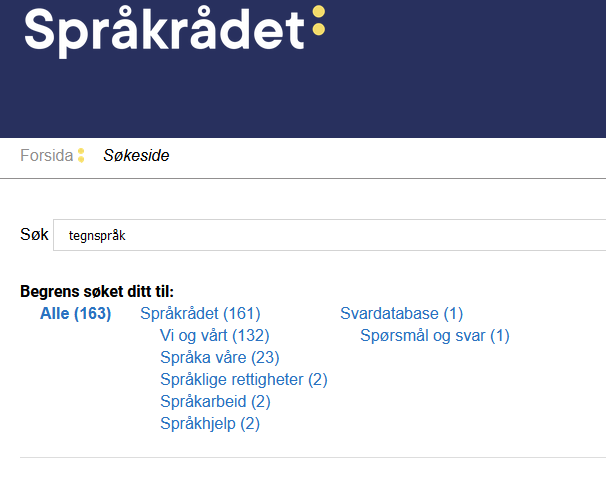 Språkrådet:
Forsida : Søkeside
Søk tegnspråk
Begrens søket ditt til:
Alle (163) Språkrådet (161) Svardatabase (1)
Vi og vårt (132) Spørsmål og svar (1)
Språka våre (23)
Språklige rettigheter (2)
Språkarbeid (2)
Språkhjelp (2)